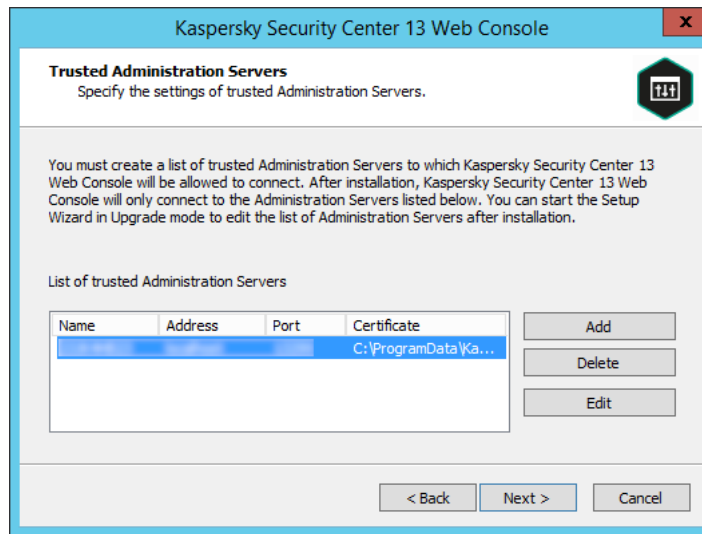 Kaspersky Security Center 13 Web Console
x
Trusted Administration Servers
Specify the settings of trusted Administration Servers.
You must create a list of trusted Administration Servers to which Kaspersky Security Center 13
Web Console will be allowed to connect. After installation, Kaspersky Security Center 13 Web
Console will only connect to the Administration Servers listed below. You can start the Setup
Wizard in Upgrade mode to edit the list of Administration Servers after installation.
List of trusted Administration Servers
Name Address Port Certificate
C:\ProgramData\Ka...
Add
Delete
Edit
< Back Next > Cancel